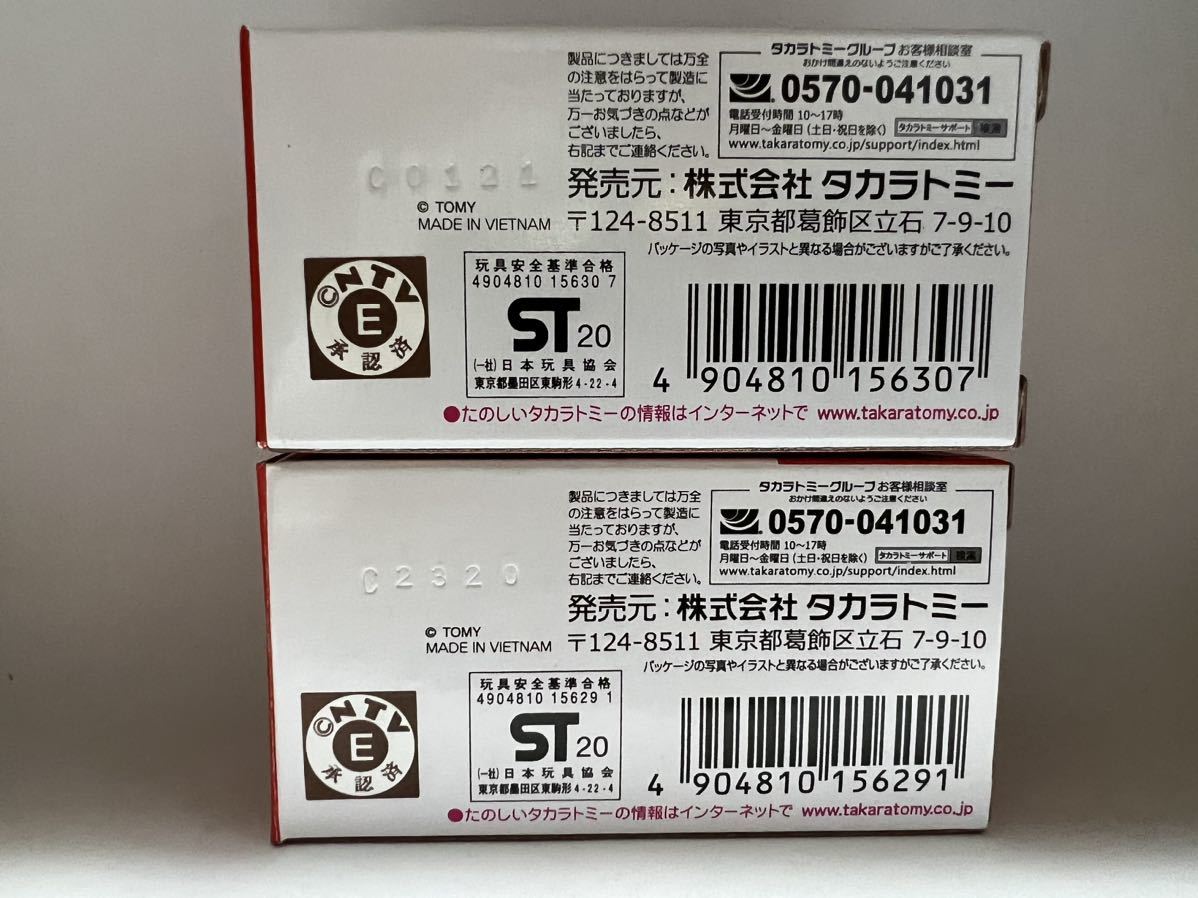 製品につきましては万全
の注意をはらって製造に
当たっておりますが、
万一お気づきの点などが
ございましたら、
右記までご連絡ください。
タカラトミーグループ お客様相談室
おかけ間違えのないようご注意ください
0570-041031
電話受付時間 10〜17時
月曜日〜金曜日(土日・祝日を除く) タカラトミーサポート 検索
www.takaratomy.co.jp/support/index.html
C0121
発売元:株式会社 タカラトミー
© TOMY
MADE IN VIETNAM
〒124-8511 東京都葛飾区立石 7-9-10
パッケージの写真やイラストと異なる場合がございますがご了承ください。
©NTV
E
承認済
玩具安全基準合格
4904810 15630 7
ST 20
(一社)日本玩具協会
東京都墨田区東駒形 4-22-4
4 904810 156307
●たのしいタカラトミーの情報はインターネットで www.takaratomy.co.jp
製品につきましては万全
の注意をはらって製造に
当たっておりますが、
万一お気づきの点などが
ございましたら、
右記までご連絡ください。
タカラトミーグループ お客様相談室
おかけ間違えのないようご注意ください
0570-041031
電話受付時間 10〜17時
月曜日〜金曜日(土日・祝日を除く) タカラトミーサポート 検索
www.takaratomy.co.jp/support/index.html
C2320
発売元:株式会社 タカラトミー
© TOMY
MADE IN VIETNAM
〒124-8511 東京都葛飾区立石 7-9-10
パッケージの写真やイラストと異なる場合がございますがご了承ください。
©NTV
E
承認済
玩具安全基準合格
4904810 15629 1
ST 20
(一社)日本玩具協会
東京都墨田区東駒形 4-22-4
4 904810 156291
●たのしいタカラトミーの情報はインターネットで www.takaratomy.co.jp